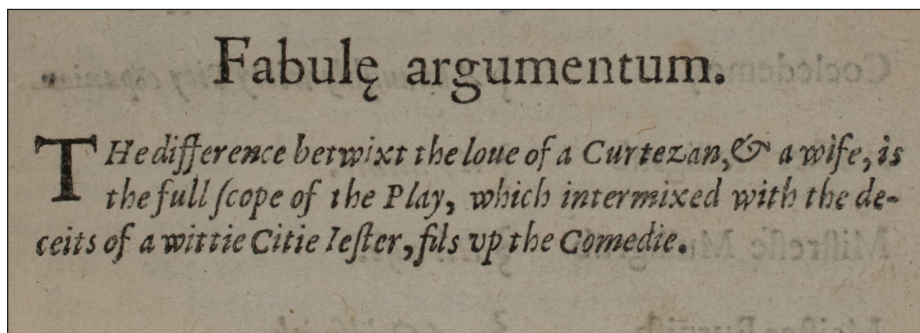 Fabulę argumentum.
THe difference betwixt the loue of a Curtezan, & a wife, is
the full ſcope of the Play, which intermixed with the de-
ceits of a wittie Citie Ieſter, fils vp the Comedie.